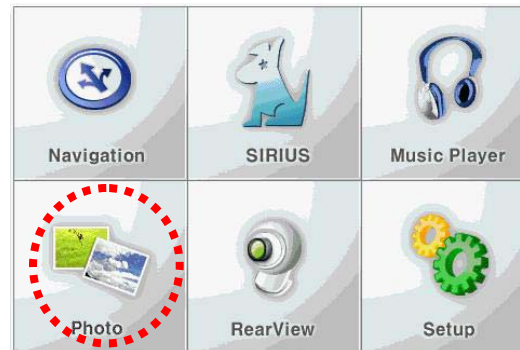 Navigation
SIRIUS
Music Player
Photo
RearView
Setup